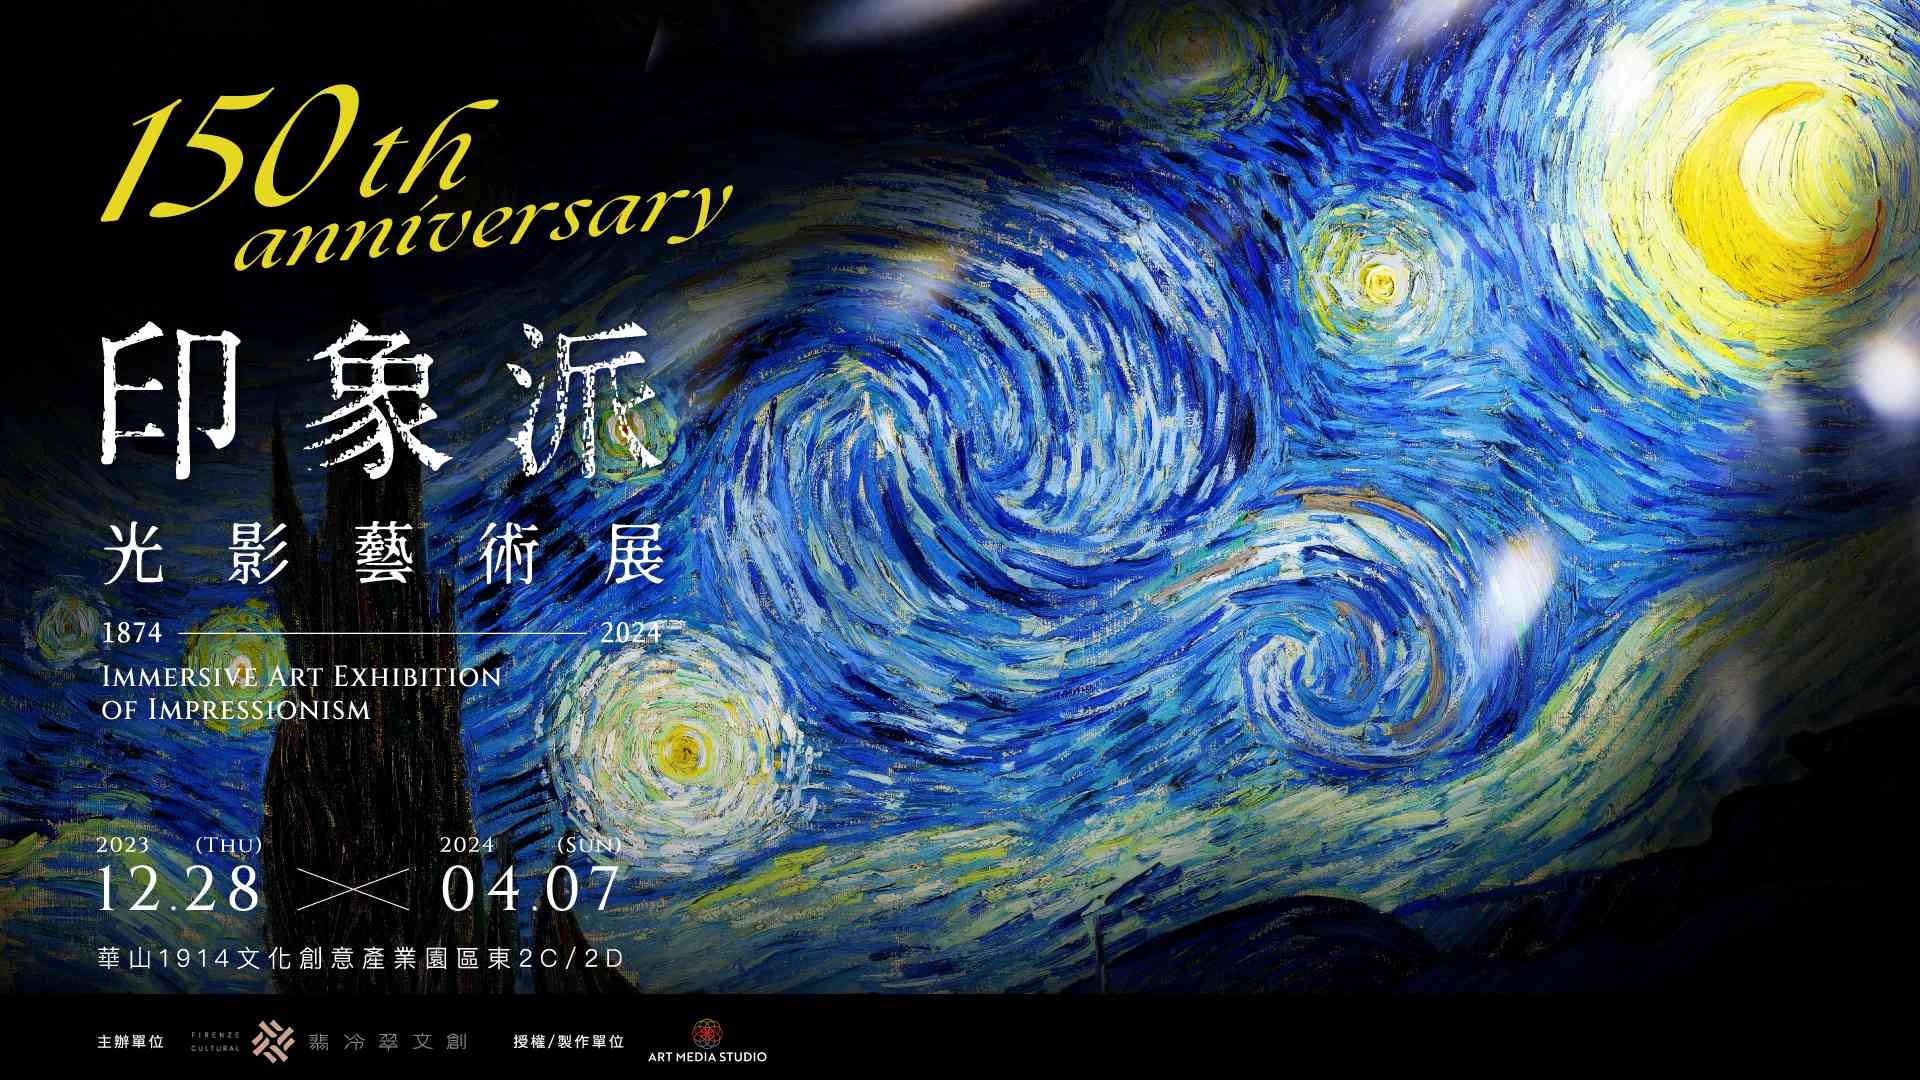 150th
anniversary
印象派
光影藝術展
1874 2024
IMMERSIVE ART EXHIBITION
OF IMPRESSIONISM
2023 (THU) 2024 (SUN)
12.28 04.07
華山1914文化創意產業園區東2C/2D
主辦單位 FIRENZE CULTURAL 翡冷翠文創 授權/製作單位 ART MEDIA STUDIO